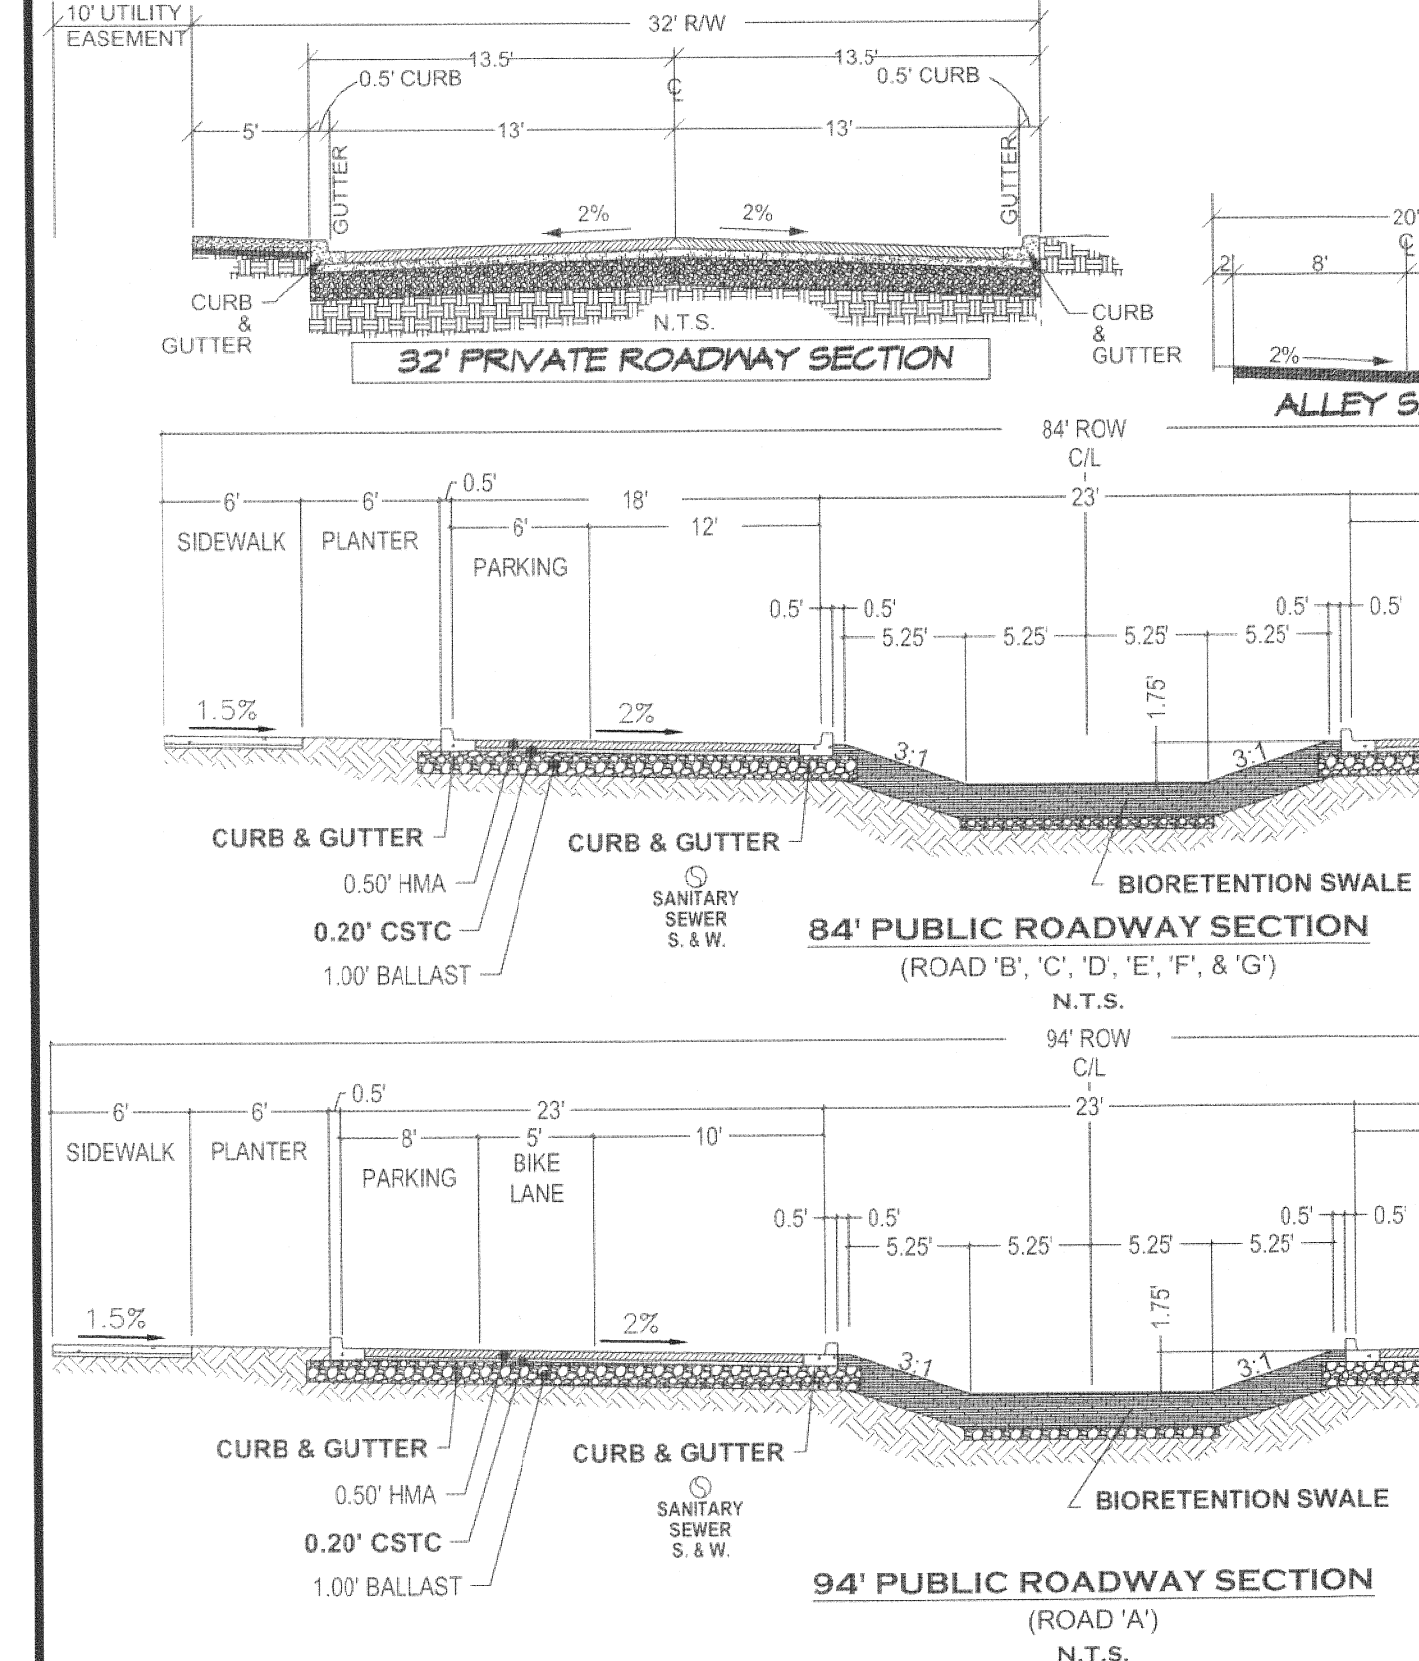 10' UTILITY
EASEMENT
32' R/W
13.5'
13.5'
0.5' CURB
0.5' CURB
C L
5'
13'
13'
GUTTER
GUTTER
2%
2%
CURB
&
GUTTER
CURB
&
GUTTER
N.T.S.
32' PRIVATE ROADWAY SECTION
20'
C L
2'
8'
2%
ALLEY
84' ROW
C/L
6'
6'
0.5'
18'
23'
SIDEWALK
PLANTER
6'
12'
PARKING
0.5'
0.5'
0.5'
0.5'
5.25'
5.25'
5.25'
5.25'
1.75'
1.5%
2%
3:1
3:1
CURB & GUTTER
CURB & GUTTER
0.50' HMA
SANITARY
SEWER
S. & W.
BIORETENTION SWALE
0.20' CSTC
1.00' BALLAST
84' PUBLIC ROADWAY SECTION
(ROAD 'B', 'C', 'D', 'E', 'F', & 'G')
N.T.S.
94' ROW
C/L
6'
6'
0.5'
23'
23'
SIDEWALK
PLANTER
8'
5'
10'
PARKING
BIKE
LANE
0.5'
0.5'
0.5'
0.5'
5.25'
5.25'
5.25'
5.25'
1.75'
1.5%
2%
3:1
3:1
CURB & GUTTER
CURB & GUTTER
0.50' HMA
SANITARY
SEWER
S. & W.
BIORETENTION SWALE
0.20' CSTC
1.00' BALLAST
94' PUBLIC ROADWAY SECTION
(ROAD 'A')
N.T.S.